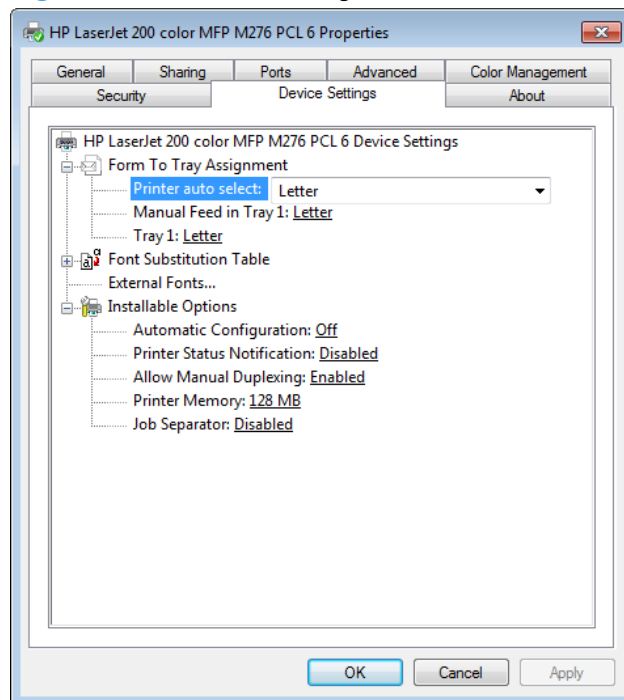 HP LaserJet 200 color MFP M276 PCL 6 Properties
General Sharing Ports Advanced Color Management
Security Device Settings About
HP LaserJet 200 color MFP M276 PCL 6 Device Settings
Form To Tray Assignment
Printer auto select: Letter
Manual Feed in Tray 1: Letter
Tray 1: Letter
Font Substitution Table
External Fonts...
Installable Options
Automatic Configuration: Off
Printer Status Notification: Disabled
Allow Manual Duplexing: Enabled
Printer Memory: 128 MB
Job Separator: Disabled
OK Cancel Apply